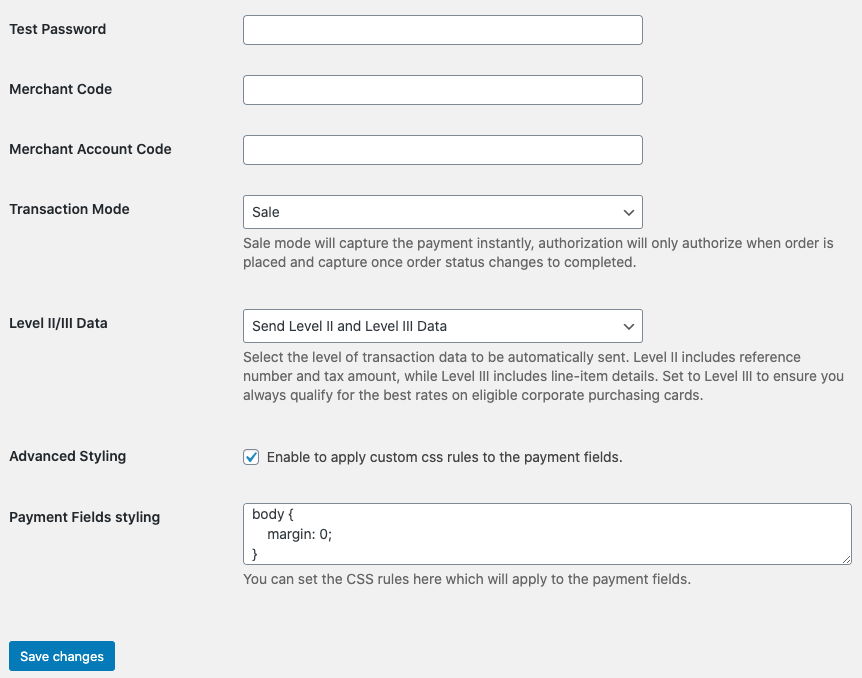 Test Password
Merchant Code
Merchant Account Code
Transaction Mode
Sale
Sale mode will capture the payment instantly, authorization will only authorize when order is
placed and capture once order status changes to completed.
Level II/III Data
Send Level II and Level III Data
Select the level of transaction data to be automatically sent. Level II includes reference
number and tax amount, while Level III includes line-item details. Set to Level III to ensure you
always qualify for the best rates on eligible corporate purchasing cards.
Advanced Styling
Enable to apply custom css rules to the payment fields.
Payment Fields styling
body {
    margin: 0;
}
You can set the CSS rules here which will apply to the payment fields.
Save changes